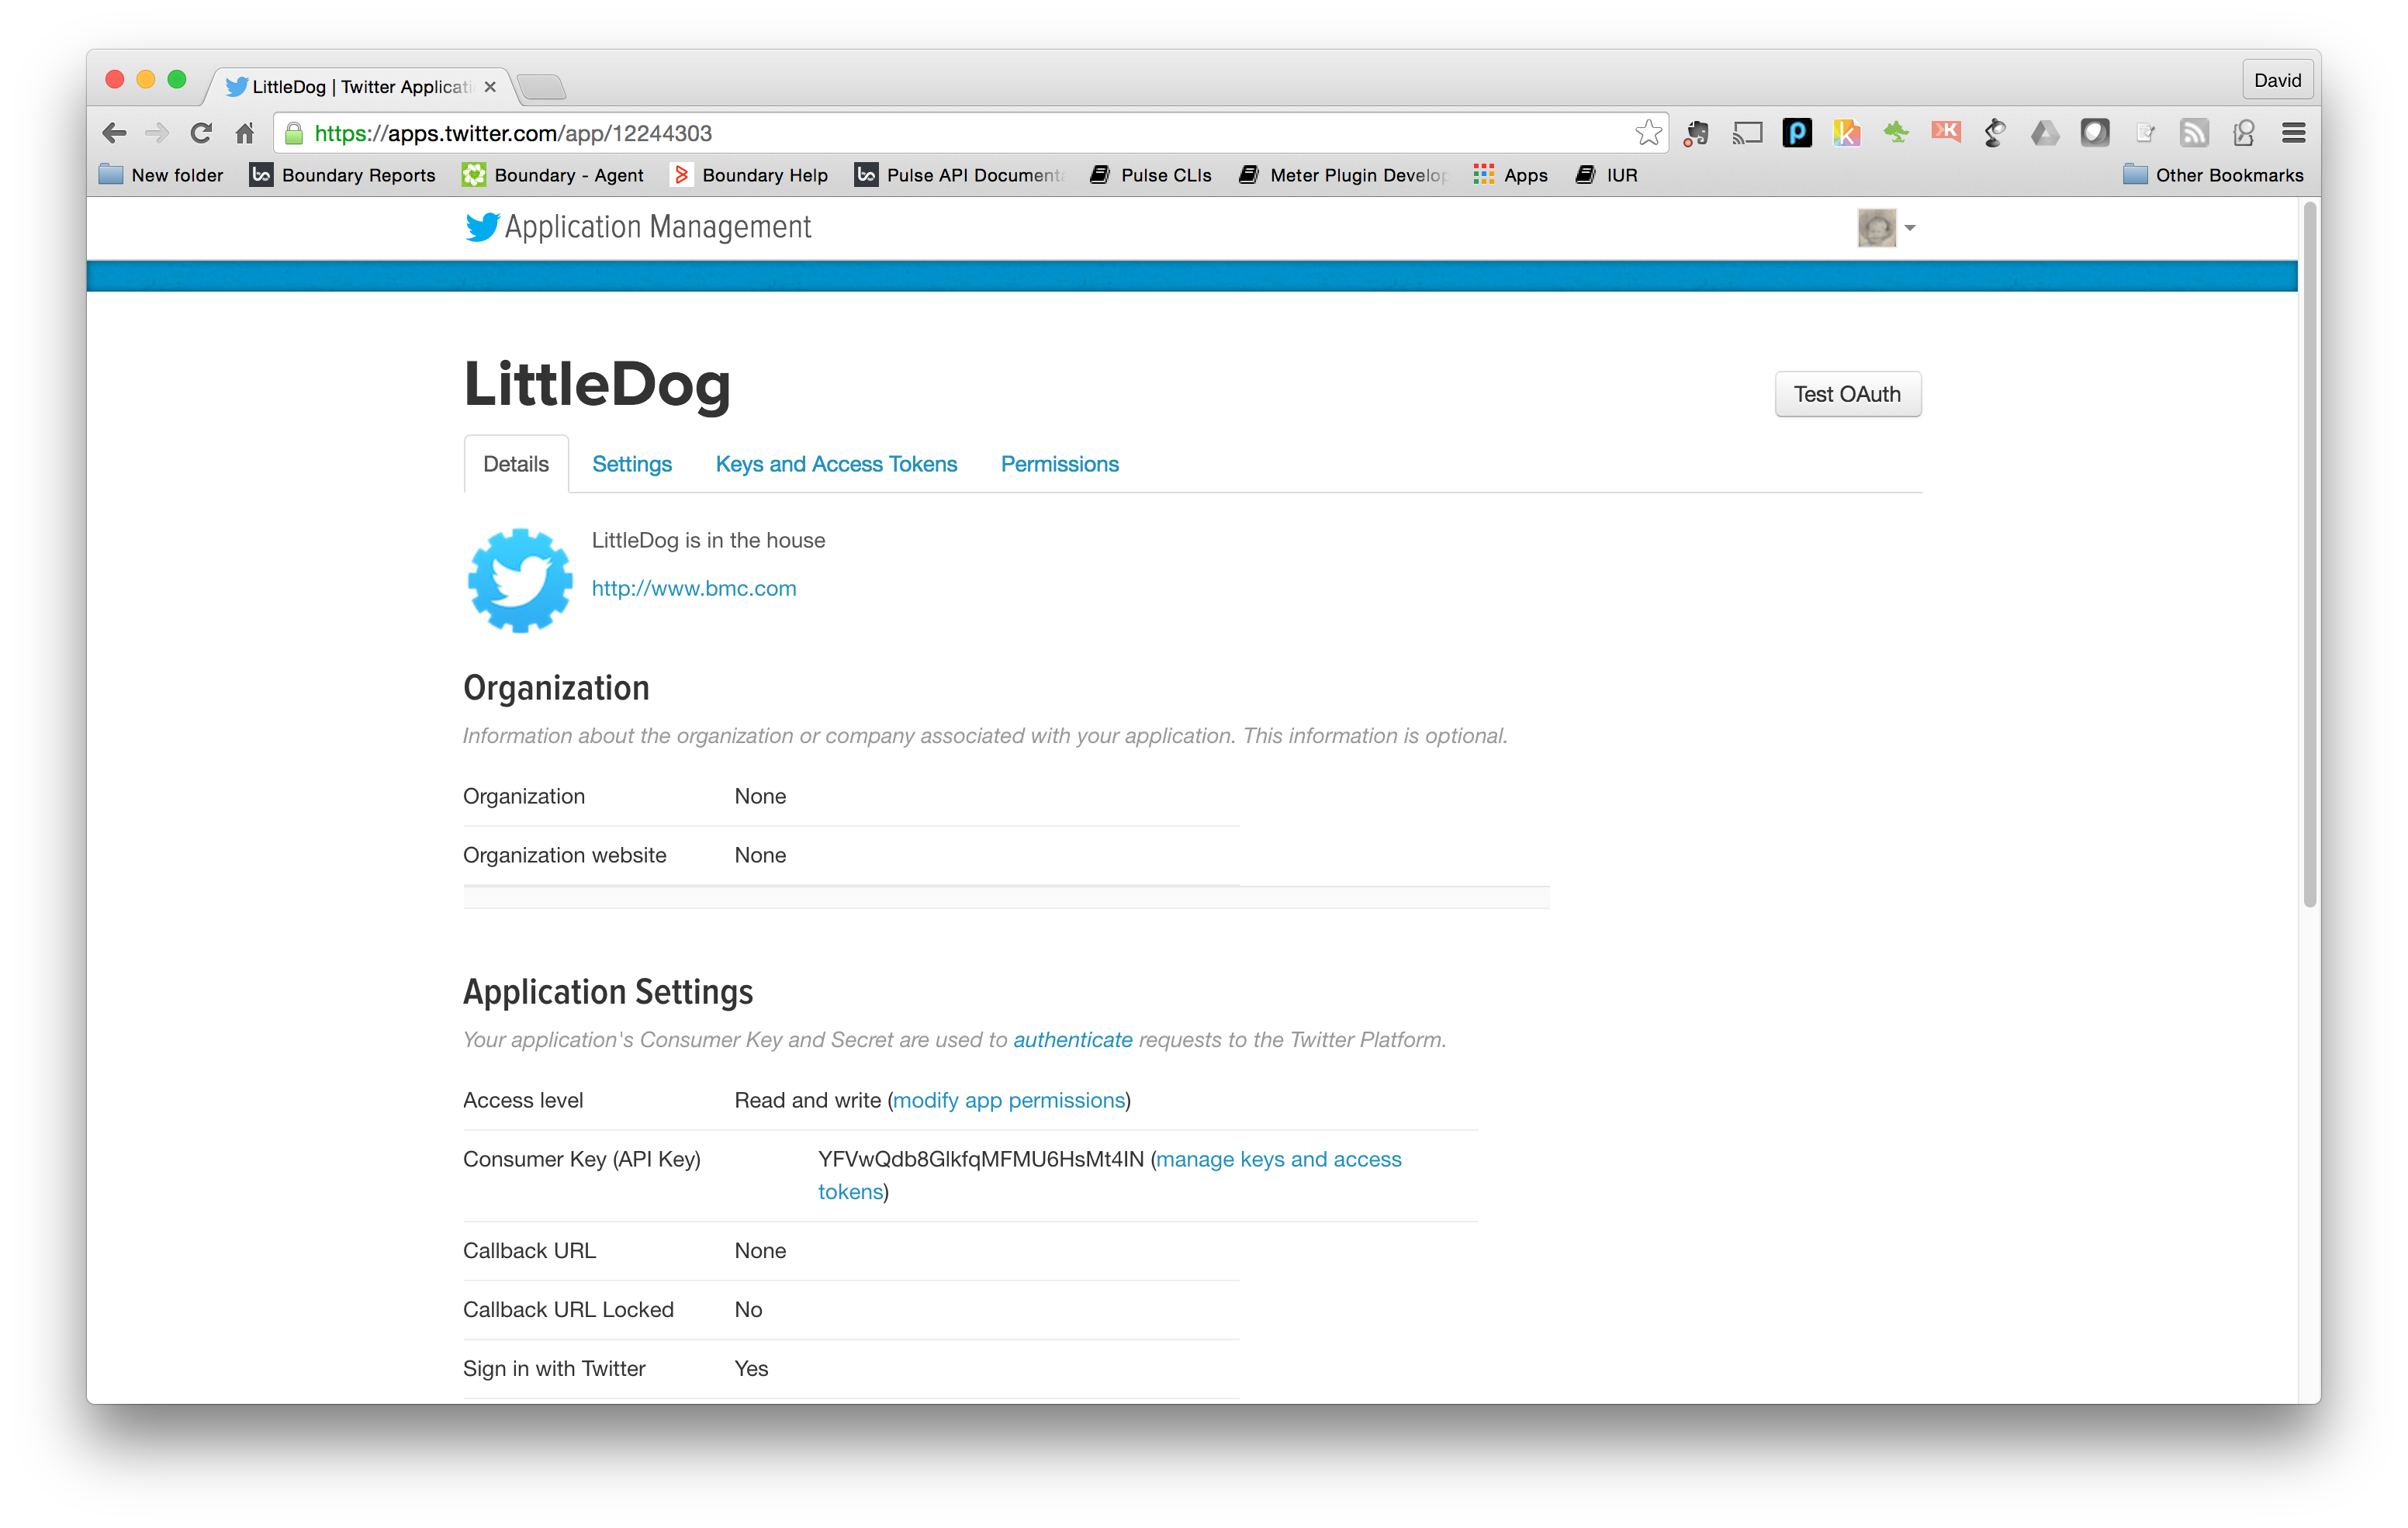 LittleDog | Twitter Applicati
David
https://apps.twitter.com/app/12244303
New folder Boundary Reports Boundary - Agent Boundary Help Pulse API Documenta Pulse CLIs Meter Plugin Develop Apps IUR Other Bookmarks
Application Management
LittleDog
Test OAuth
Details Settings Keys and Access Tokens Permissions
LittleDog is in the house
http://www.bmc.com
Organization
Information about the organization or company associated with your application. This information is optional.
Organization None
Organization website None
Application Settings
Your application's Consumer Key and Secret are used to authenticate requests to the Twitter Platform.
Access level Read and write (modify app permissions)
Consumer Key (API Key) YFVwQdb8GlkfqMFMU6HsMt4IN (manage keys and access
tokens)
Callback URL None
Callback URL Locked No
Sign in with Twitter Yes